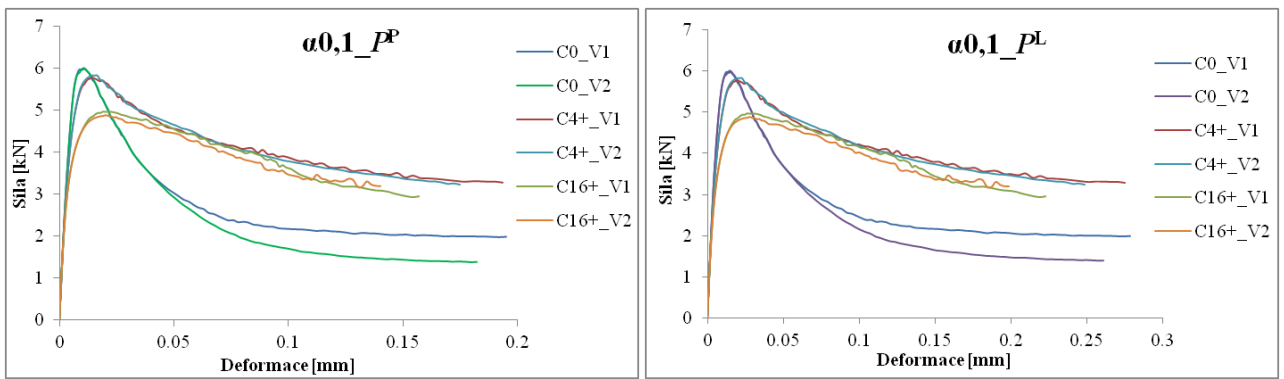 α0,1_Pᴾ
Sila [kN]
7
6
5
4
3
2
1
0
0
0.05
0.1
0.15
0.2
Deformace [mm]
C0_V1
C0_V2
C4+_V1
C4+_V2
C16+_V1
C16+_V2
α0,1_Pᴸ
Sila [kN]
7
6
5
4
3
2
1
0
0
0.05
0.1
0.15
0.2
0.25
0.3
Deformace [mm]
C0_V1
C0_V2
C4+_V1
C4+_V2
C16+_V1
C16+_V2